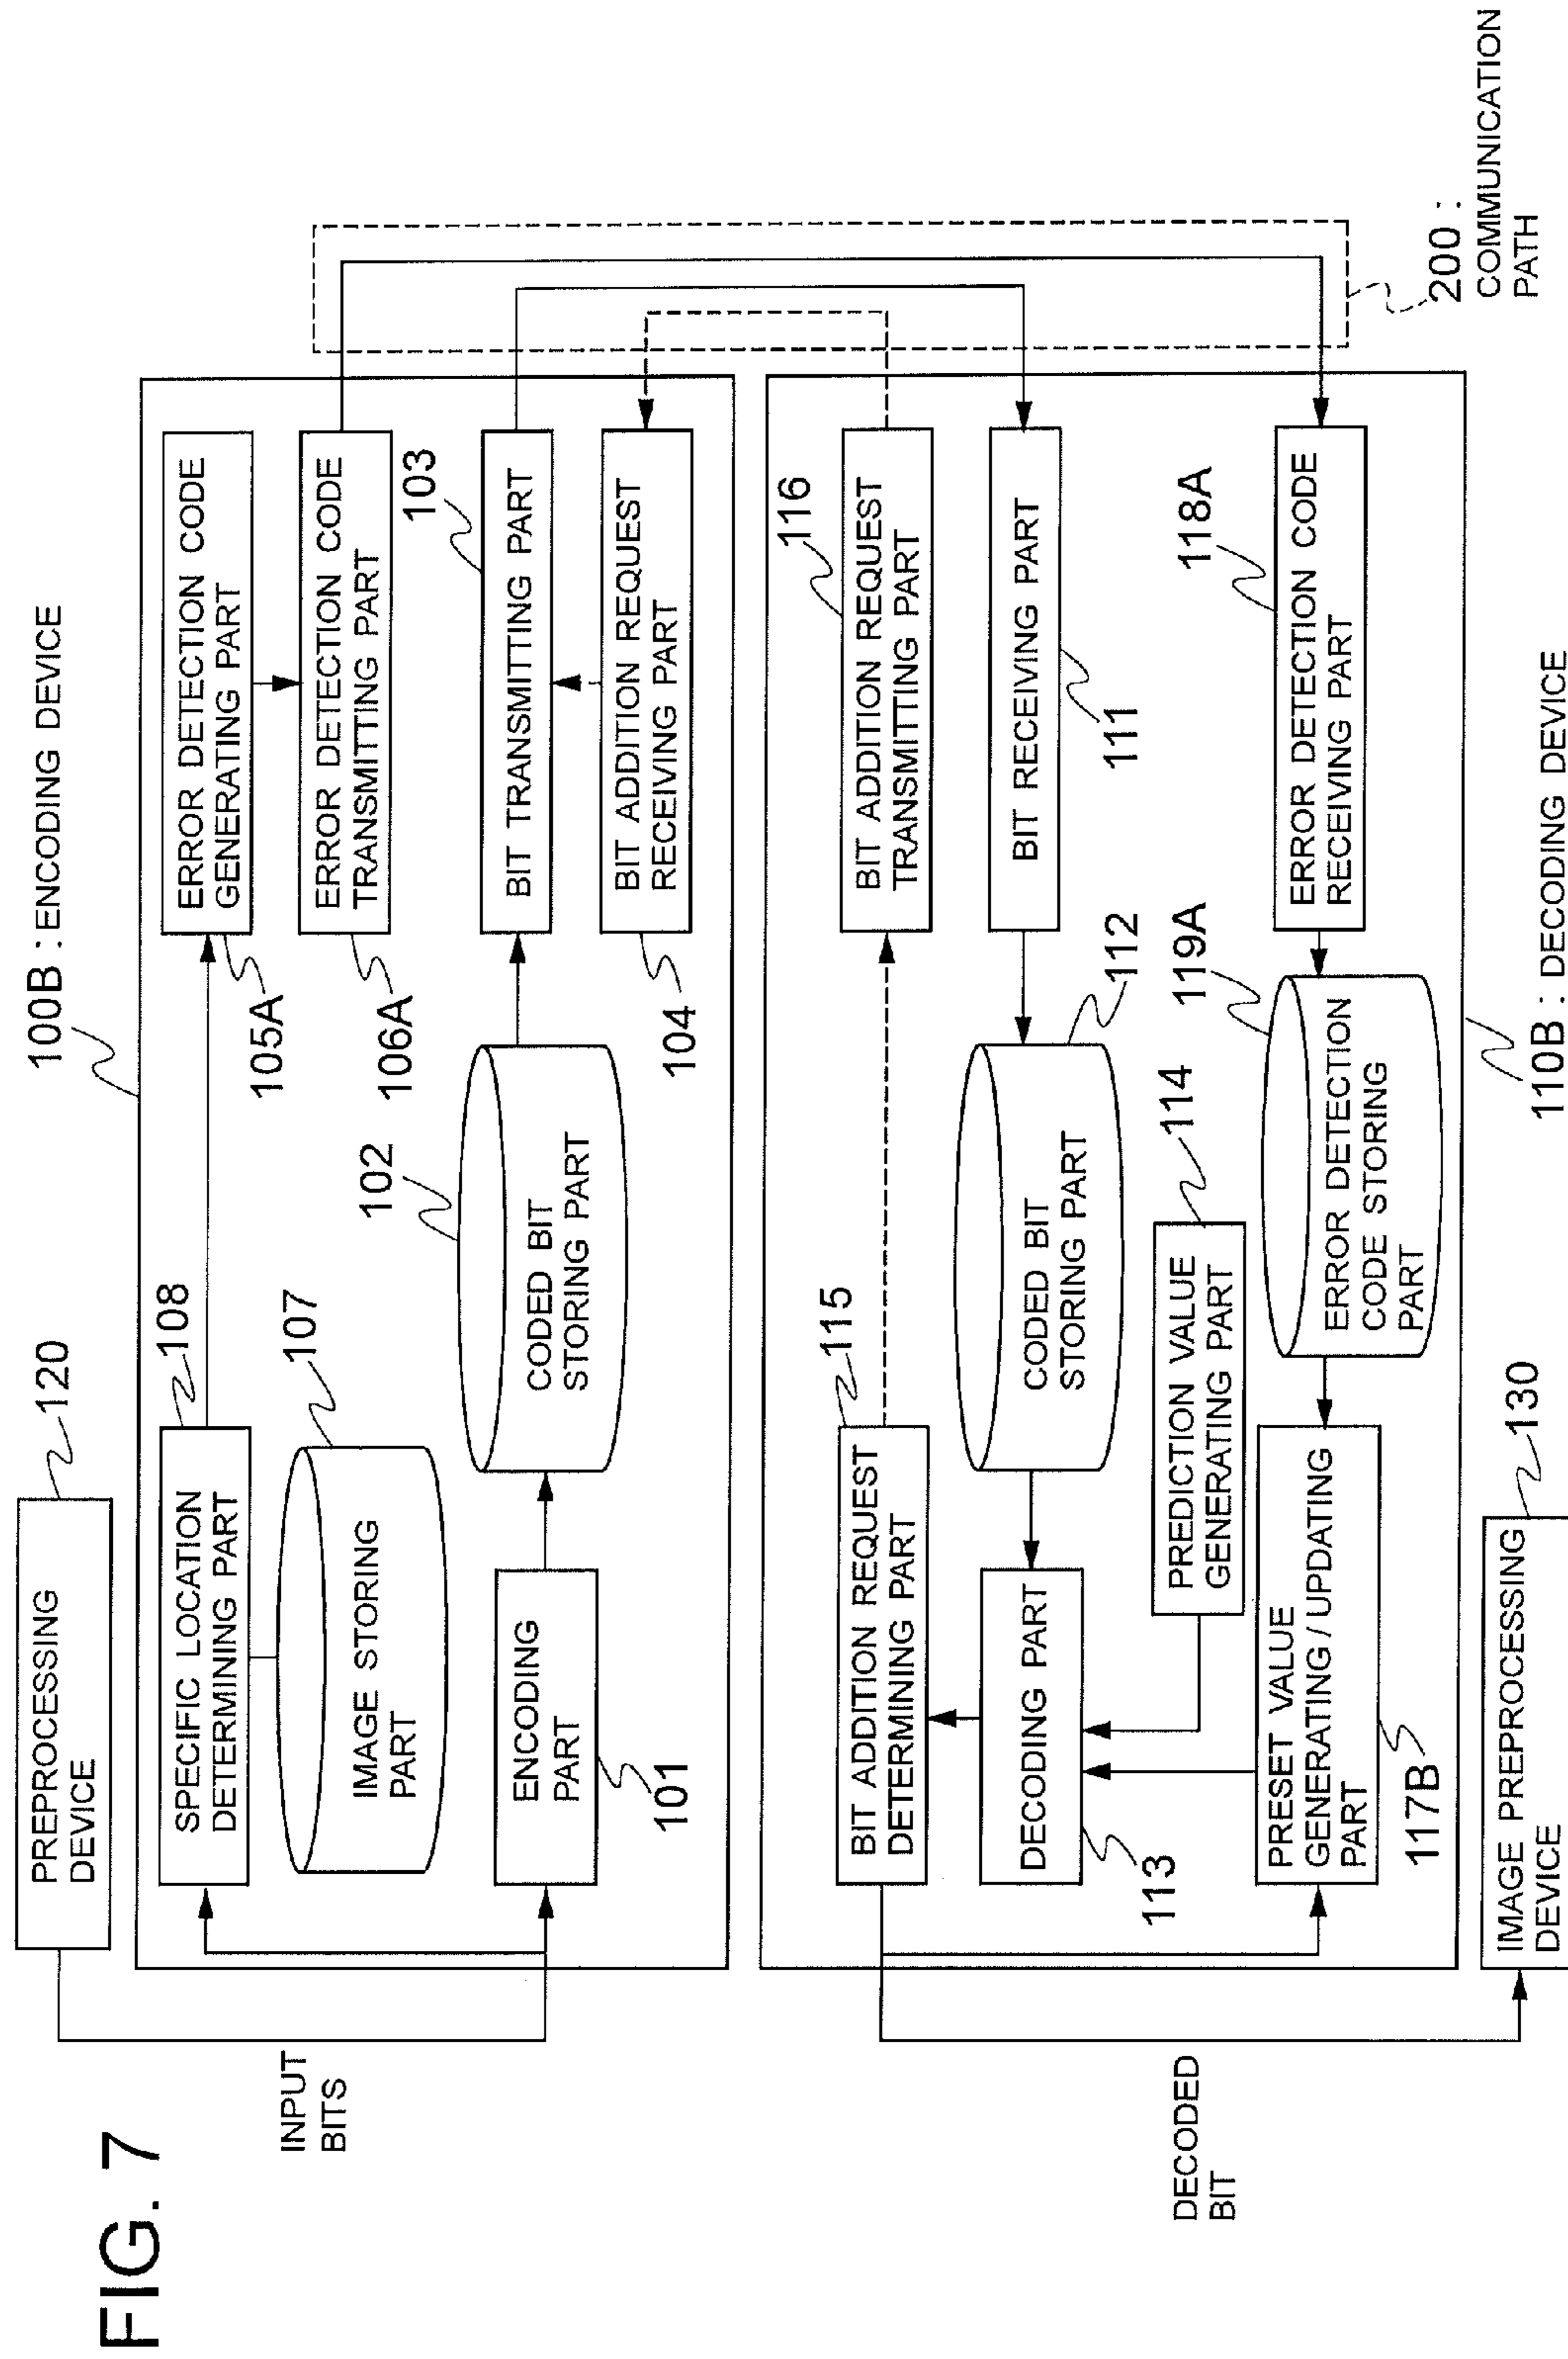 FIG. 7
100B : ENCODING DEVICE
120
PREPROCESSING
DEVICE
INPUT
BITS
108
SPECIFIC LOCATION
DETERMINING PART
107
IMAGE STORING
PART
ENCODING
PART
101
102
CODED BIT
STORING PART
ERROR DETECTION CODE
GENERATING PART
105A
ERROR DETECTION CODE
TRANSMITTING PART
106A
103
BIT TRANSMITTING PART
BIT ADDITION REQUEST
RECEIVING PART
104
200 :
COMMUNICATION
PATH
115
BIT ADDITION REQUEST
DETERMINING PART
116
BIT ADDITION REQUEST
TRANSMITTING PART
BIT RECEIVING PART
111
112
CODED BIT
STORING PART
DECODING PART
113
114
PREDICTION VALUE
GENERATING PART
118A
ERROR DETECTION CODE
RECEIVING PART
119A
ERROR DETECTION
CODE STORING
PART
PRESET VALUE
GENERATING / UPDATING
PART
117B
DECODED
BIT
130
IMAGE PREPROCESSING
DEVICE
110B : DECODING DEVICE